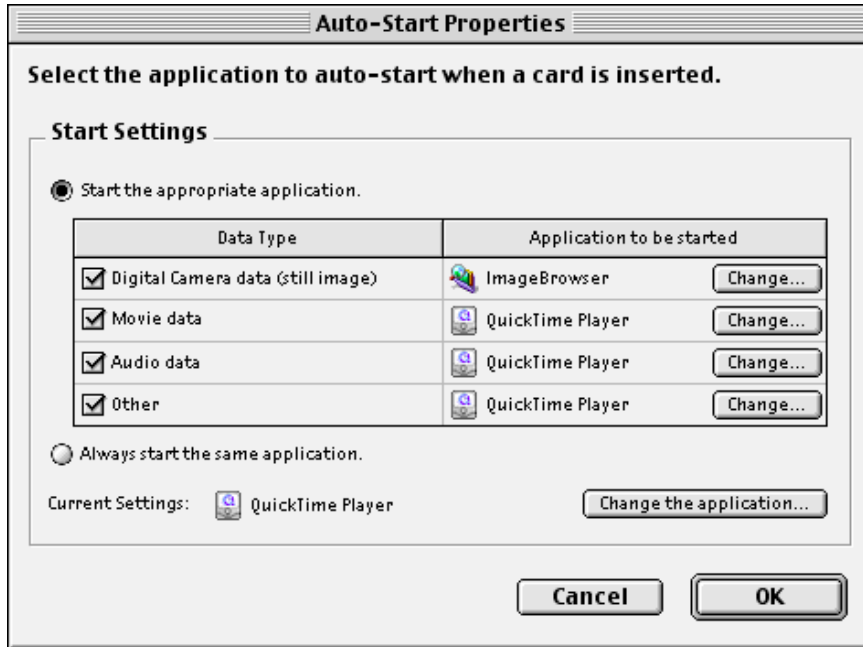 Auto-Start Properties
Select the application to auto-start when a card is inserted.
Start Settings
Start the appropriate application.
Data Type Application to be started
Digital Camera data (still image) ImageBrowser Change...
Movie data QuickTime Player Change...
Audio data QuickTime Player Change...
Other QuickTime Player Change...
Always start the same application.
Current Settings: QuickTime Player Change the application...
Cancel OK